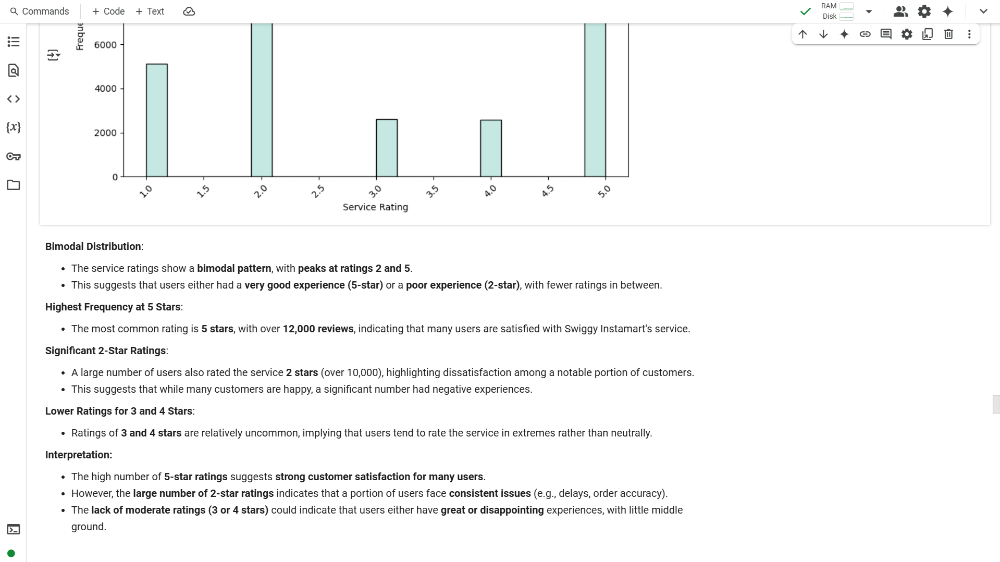 Commands + Code + Text RAM
Disk
Freque
6000
4000
2000
0
1.0 1.5 2.0 2.5 3.0 3.5 4.0 4.5 5.0
Service Rating
{x}
Bimodal Distribution:
• The service ratings show a bimodal pattern, with peaks at ratings 2 and 5.
• This suggests that users either had a very good experience (5-star) or a poor experience (2-star), with fewer ratings in between.
Highest Frequency at 5 Stars:
• The most common rating is 5 stars, with over 12,000 reviews, indicating that many users are satisfied with Swiggy Instamart's service.
Significant 2-Star Ratings:
• A large number of users also rated the service 2 stars (over 10,000), highlighting dissatisfaction among a notable portion of customers.
• This suggests that while many customers are happy, a significant number had negative experiences.
Lower Ratings for 3 and 4 Stars:
• Ratings of 3 and 4 stars are relatively uncommon, implying that users tend to rate the service in extremes rather than neutrally.
Interpretation:
• The high number of 5-star ratings suggests strong customer satisfaction for many users.
• However, the large number of 2-star ratings indicates that a portion of users face consistent issues (e.g., delays, order accuracy).
• The lack of moderate ratings (3 or 4 stars) could indicate that users either have great or disappointing experiences, with little middle
ground.